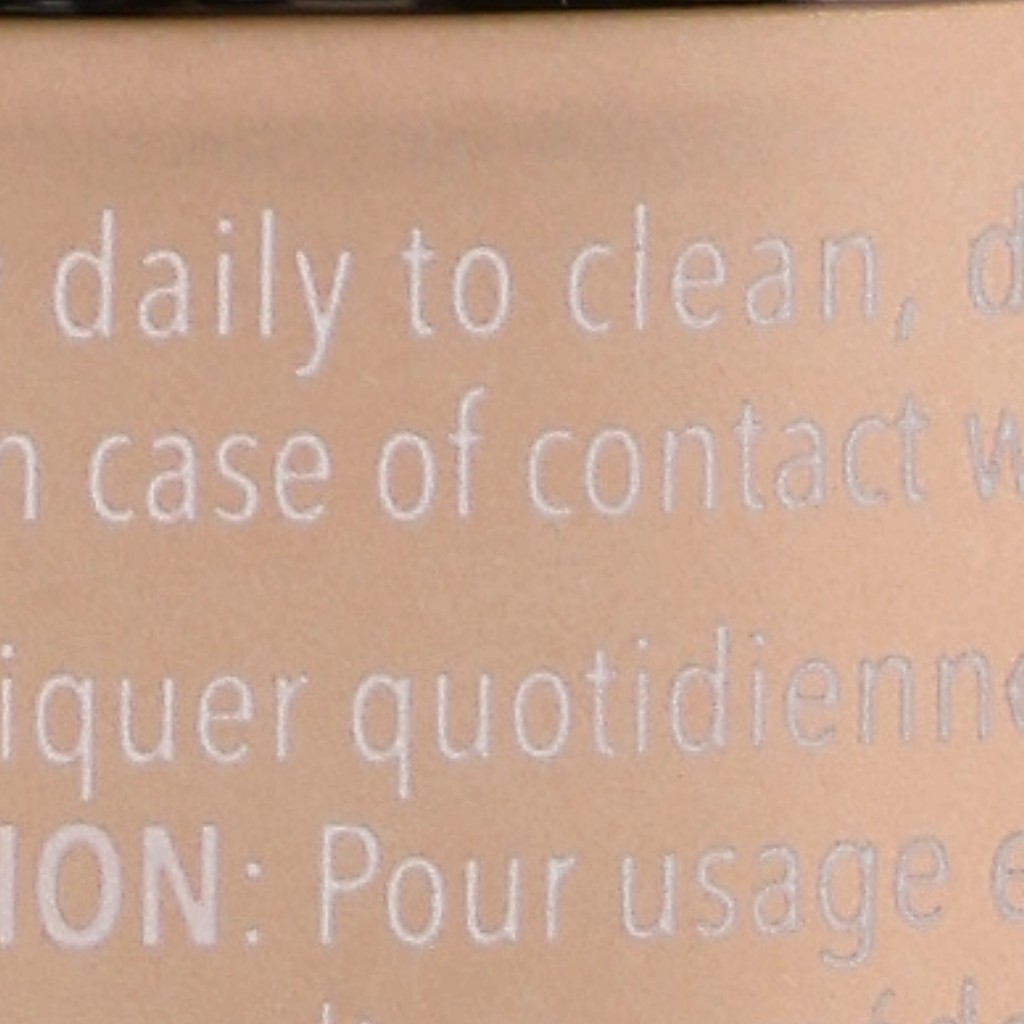 daily to clean, d
n case of contact w
iquer quotidienne
ION: Pour usage e